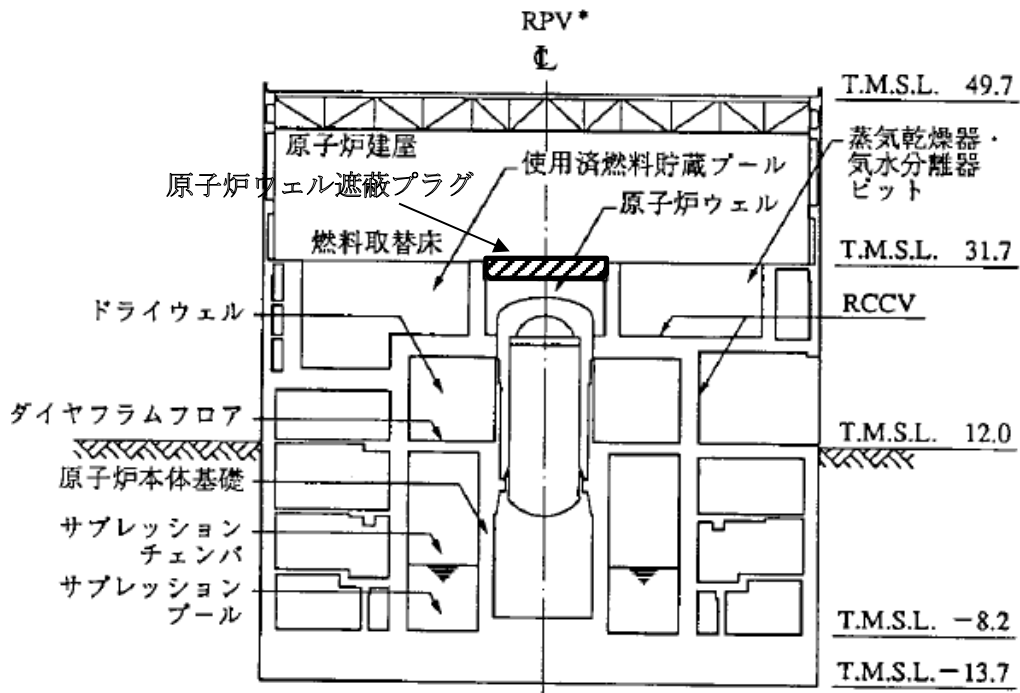 RPV*
℄
T.M.S.L. 49.7
原子炉建屋
原子炉ウェル遮蔽プラグ
燃料取替床
使用済燃料貯蔵プール
原子炉ウェル
蒸気乾燥器・
気水分離器
ピット
T.M.S.L. 31.7
ドライウェル
RCCV
ダイヤフラムフロア
T.M.S.L. 12.0
原子炉本体基礎
サプレッション
チェンバ
サプレッション
プール
T.M.S.L. －8.2
T.M.S.L.－13.7